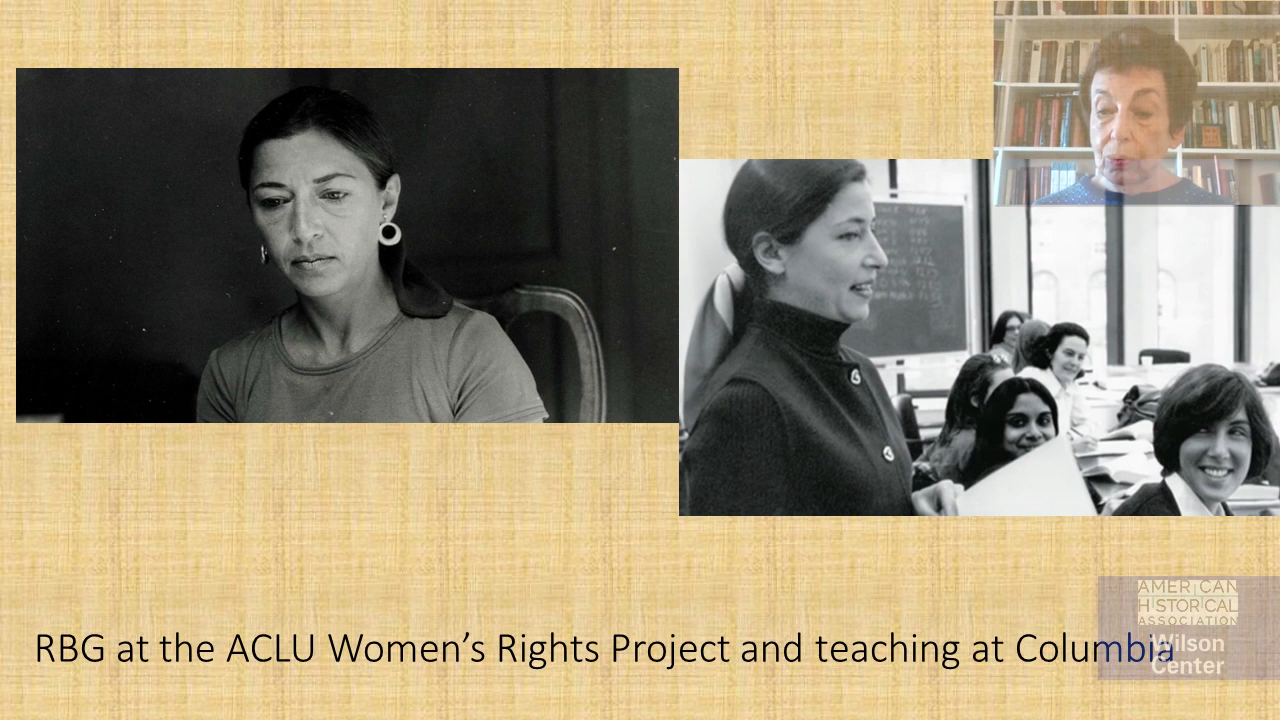 RBG at the ACLU Women's Rights Project and teaching at Columbia
AMERICAN
HISTORICAL
ASSOCIATION
Wilson
Center